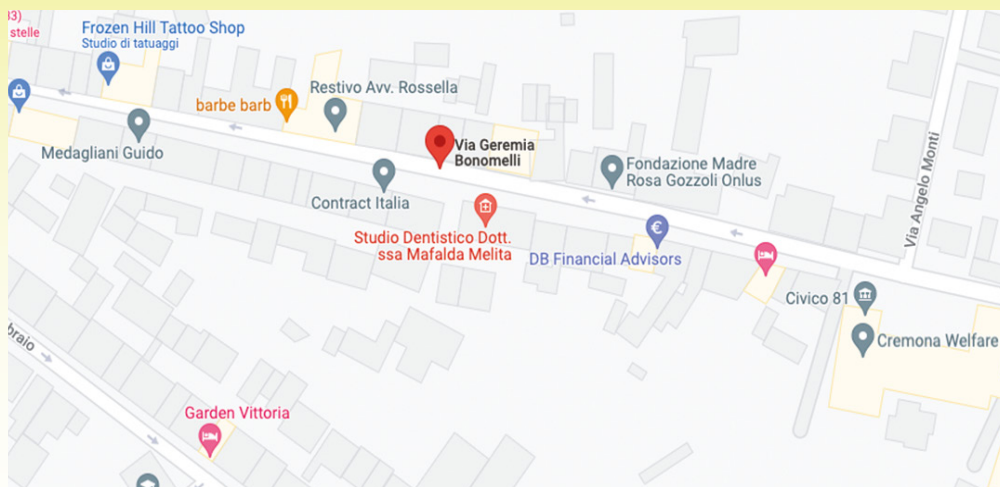 33)
stelle
Frozen Hill Tattoo Shop
Studio di tatuaggi
Restivo Avv. Rossella
barbe barb
Medagliani Guido
Via Geremia
Bonomelli
Contract Italia
Fondazione Madre
Rosa Gozzoli Onlus
Via Angelo Monti
Studio Dentistico Dott.
ssa Mafalda Melita
DB Financial Advisors
Civico 81
Cremona Welfare
braio
Garden Vittoria